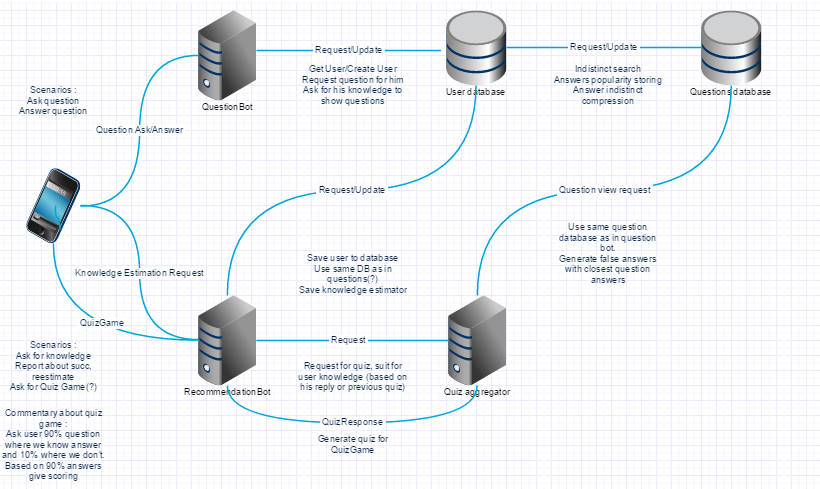 Scenarios :
Ask question
Answer question
QuestionBot
Question Ask/Answer
Request/Update
Get User/Create User
Request question for him
Ask for his knowledge to
show questions
User database
Request/Update
Indistinct search
Answers popularity storing
Answer indistinct
compression
Questions database
Request/Update
Question view request
Use same question
database as in question
bot.
Generate false answers
with closest question
answers
Knowledge Estimation Request
Save user to database
Use same DB as in
questions(?)
Save knowledge estimator
QuizGame
Scenarios :
Ask for knowledge
Report about succ,
reestimate
Ask for Quiz Game(?)
Commentary about quiz
game :
Ask user 90% question
where we know answer
and 10% where we don't.
Based on 90% answers
give scoring
RecommendationBot
Request
Request for quiz, suit for
user knowledge (based on
his reply or previous quiz)
Quiz aggregator
QuizResponse
Generate quiz for
QuizGame